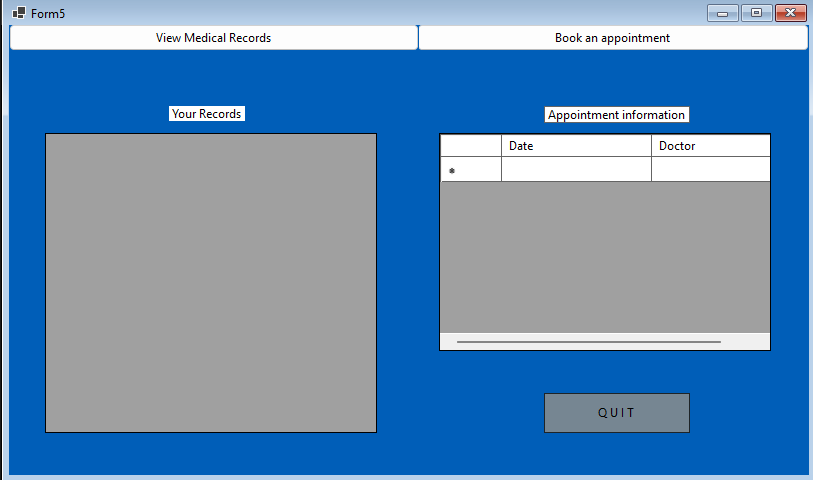 Form5
View Medical Records
Book an appointment
Your Records
Appointment information
Date
Doctor
QUIT